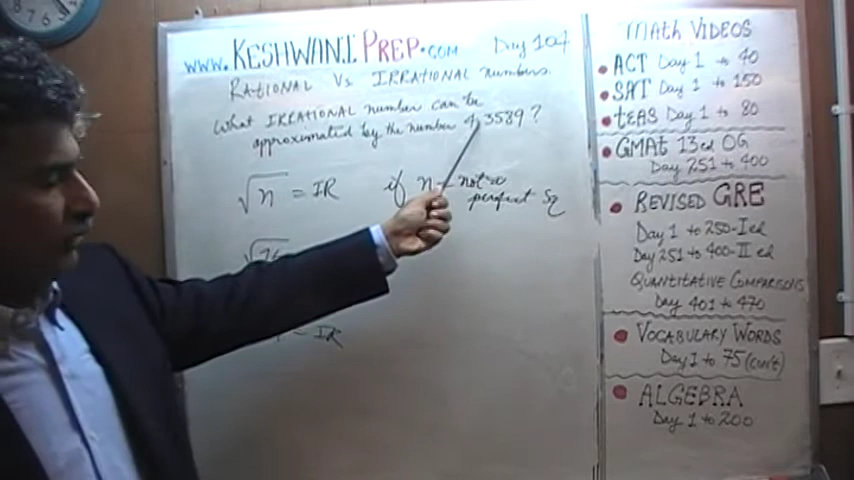 www.KESHWANIPREP.COM Day 104
RATIONAL Vs IRRATIONAL numbers.
What IRRATIONAL number can be
approximated by the number 4.3589?
√n = IR if n = not a
perfect Sq
= IR
Math VIDEOS
ACT Day 1 to 40
SAT Day 1 to 150
tEAS Day 1 to 80
GMAt 13ed OG
Day 251 to 400
REVISED GRE
Day 1 to 250-I ed
Day 251 to 400-II ed
QUANTITATIVE COMPARISONS
Day 401 to 470
VOCABULARY WORDS
Day 1 to 75 (con't)
ALGEBRA
Day 1 to 200